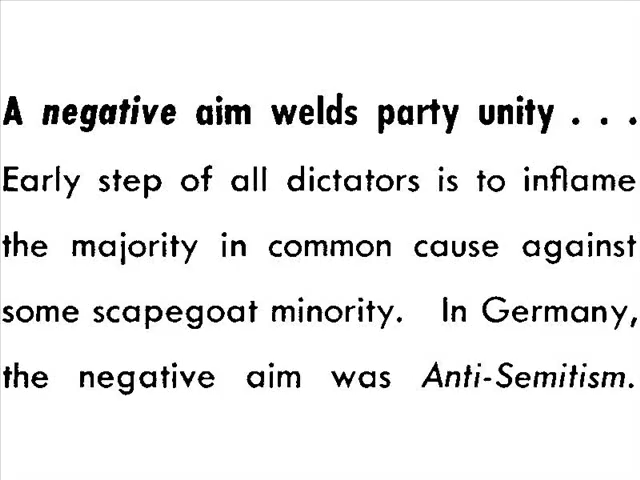 A negative aim welds party unity . . .
Early step of all dictators is to inflame
the majority in common cause against
some scapegoat minority. In Germany,
the negative aim was Anti-Semitism.